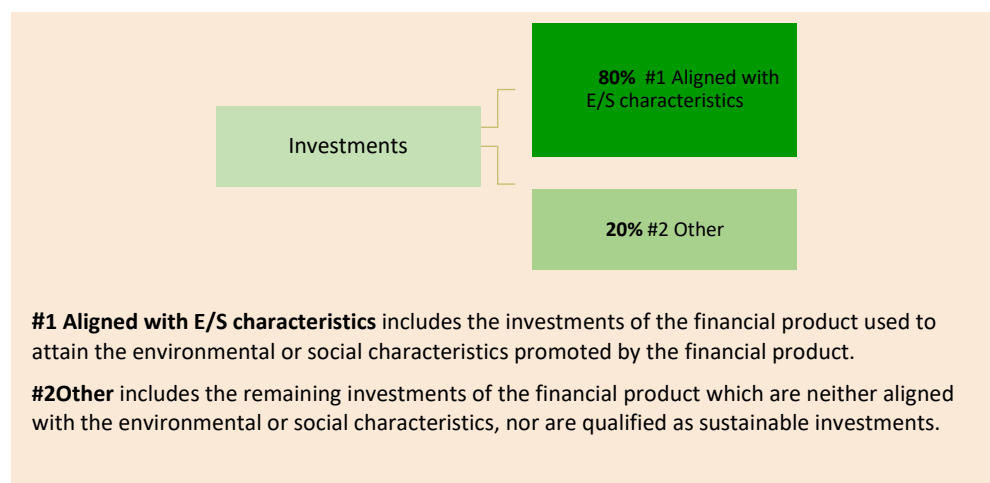 80% #1 Aligned with
E/S characteristics
Investments
20% #2 Other
#1 Aligned with E/S characteristics includes the investments of the financial product used to
attain the environmental or social characteristics promoted by the financial product.
#2Other includes the remaining investments of the financial product which are neither aligned
with the environmental or social characteristics, nor are qualified as sustainable investments.